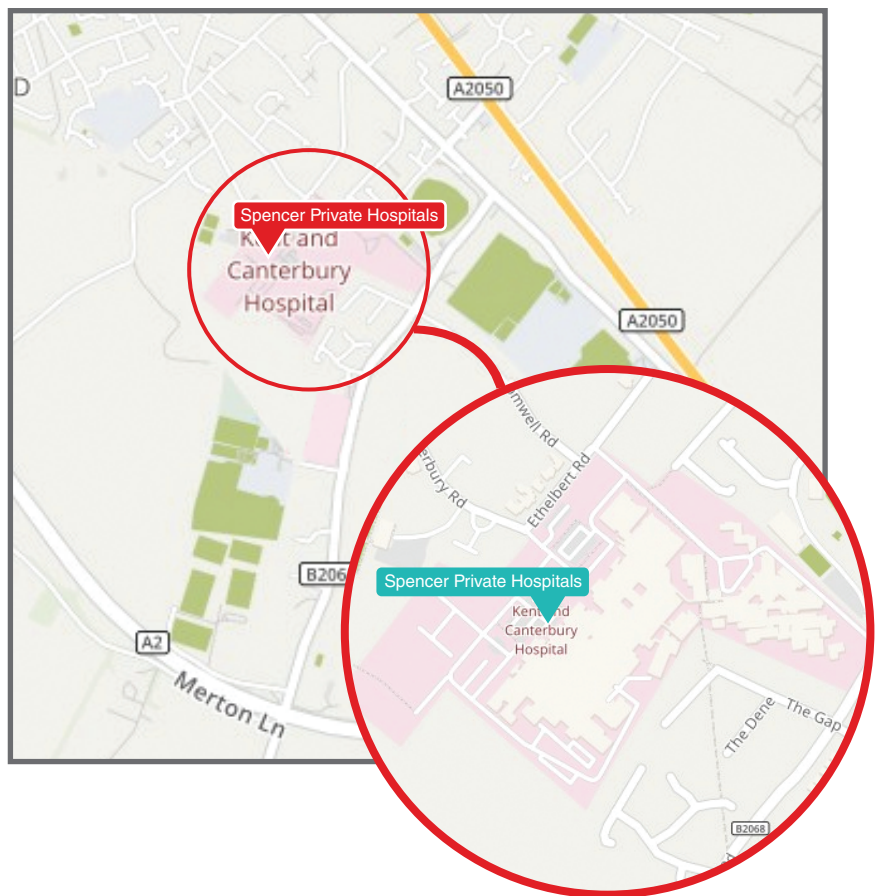 D
A2050
Spencer Private Hospitals
Kent and
Canterbury
Hospital
A2050
Ethelbert Rd
Spencer Private Hospitals
Kent and
Canterbury
Hospital
A2
Merton Ln
The Dene
The Gap
B2068